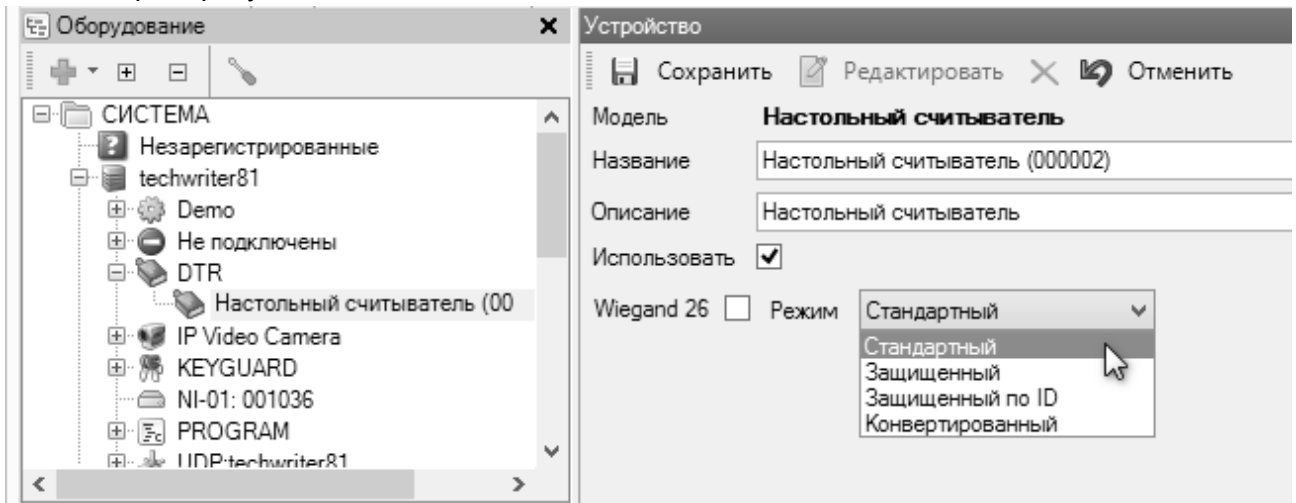 Оборудование
СИСТЕМА
Незарегистрированные
techwriter81
Demo
Не подключены
DTR
Настольный считыватель (00
IP Video Camera
KEYGUARD
NI-01: 001036
PROGRAM
UDP:techwriter81
Устройство
Сохранить Редактировать Отменить
Модель Настольный считыватель
Название Настольный считыватель (000002)
Описание Настольный считыватель
Использовать
Wiegand 26 Режим Стандартный
Стандартный
Защищенный
Защищенный по ID
Конвертированный